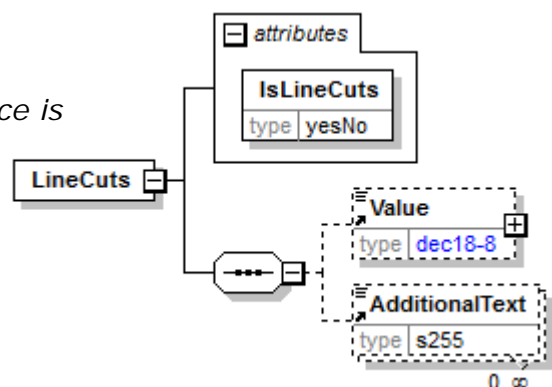 attributes
IsLineCuts
ce is
type yesNo
LineCuts
Value
type dec18-8
AdditionalText
type s255
0..∞